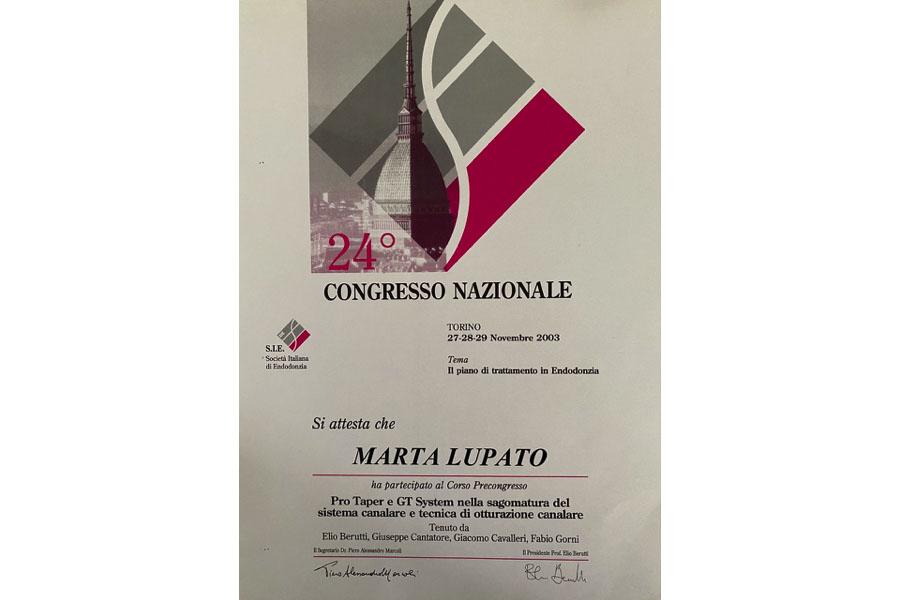 24°
CONGRESSO NAZIONALE
TORINO
27-28-29 Novembre 2003
S.I.E.
Società Italiana
di Endodonzia
Tema
Il piano di trattamento in Endodonzia
Si attesta che
MARTA LUPATO
ha partecipato al Corso Precongresso
Pro Taper e GT System nella sagomatura del
sistema canalare e tecnica di otturazione canalare
Tenuto da
Elio Berutti, Giuseppe Cantatore, Giacomo Cavalleri, Fabio Gorni
Il Segretario Dr. Piero Alessandro Marcoli
Il Presidente Prof. Elio Berutti